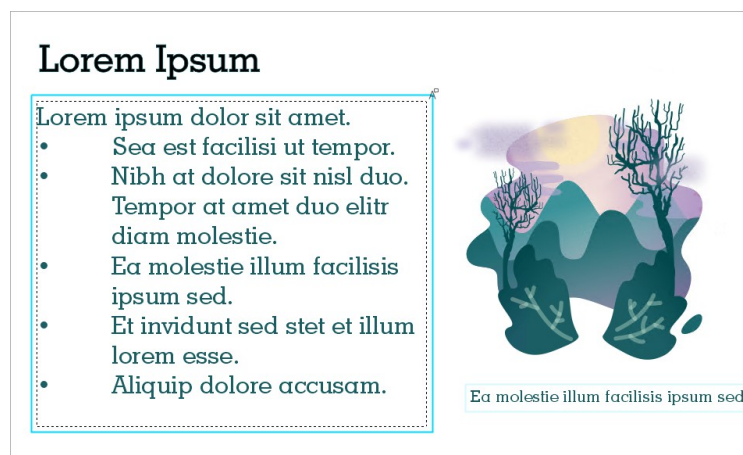 Lorem Ipsum
Lorem ipsum dolor sit amet.
• Sea est facilisi ut tempor.
• Nibh at dolore sit nisl duo.
Tempor at amet duo elitr
diam molestie.
• Ea molestie illum facilisis
ipsum sed.
• Et invidunt sed stet et illum
lorem esse.
• Aliquip dolore accusam.
Ea molestie illum facilisis ipsum sed